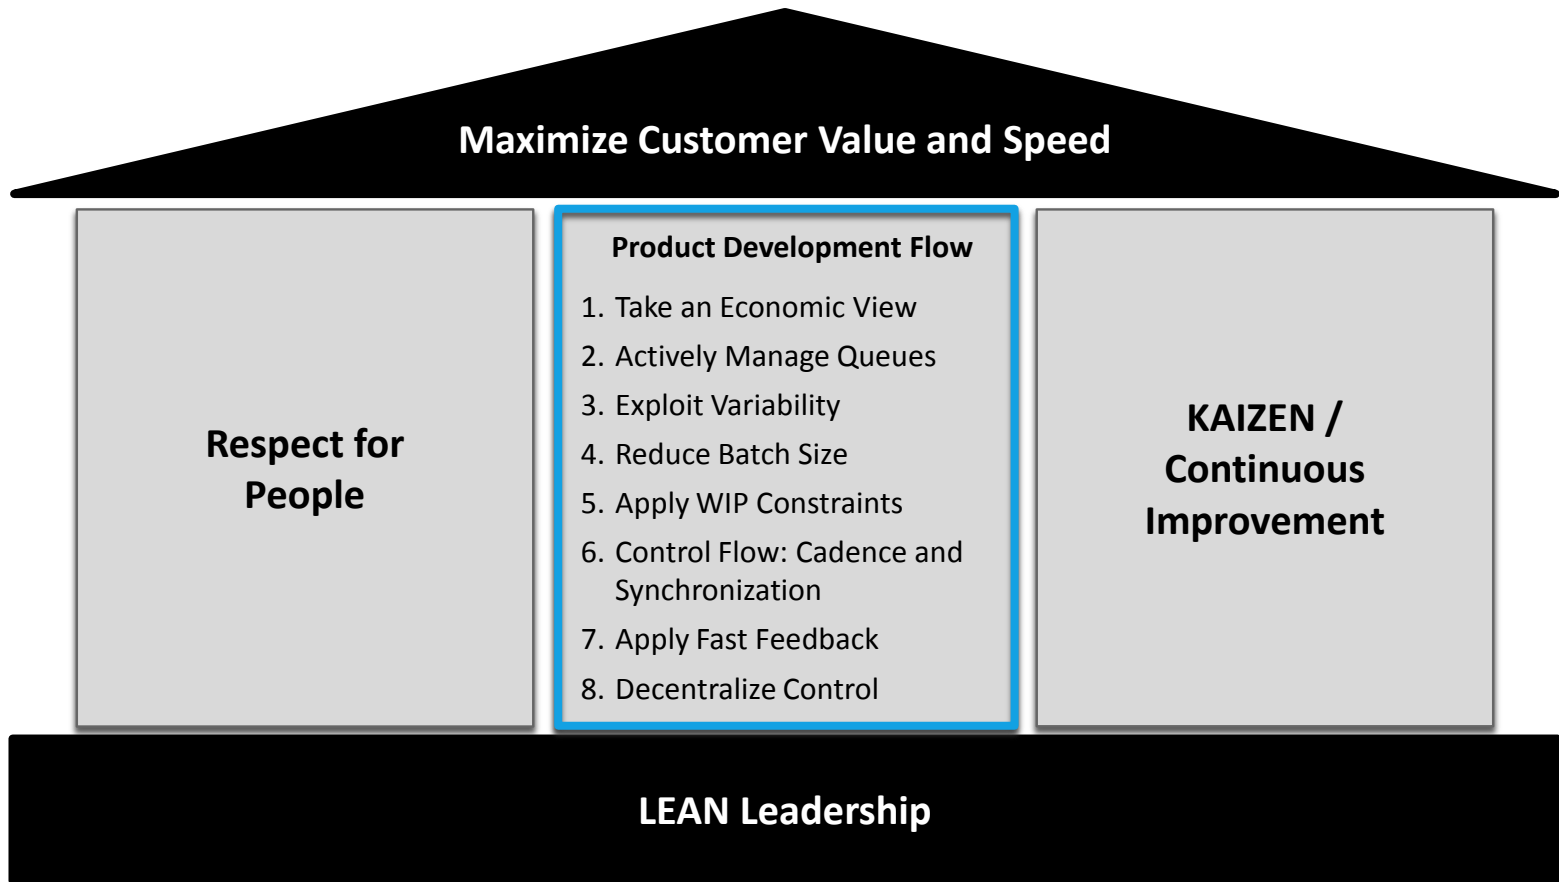 Maximize Customer Value and Speed
Respect for
People
Product Development Flow
1. Take an Economic View
2. Actively Manage Queues
3. Exploit Variability
4. Reduce Batch Size
5. Apply WIP Constraints
6. Control Flow: Cadence and
Synchronization
7. Apply Fast Feedback
8. Decentralize Control
KAIZEN /
Continuous
Improvement
LEAN Leadership